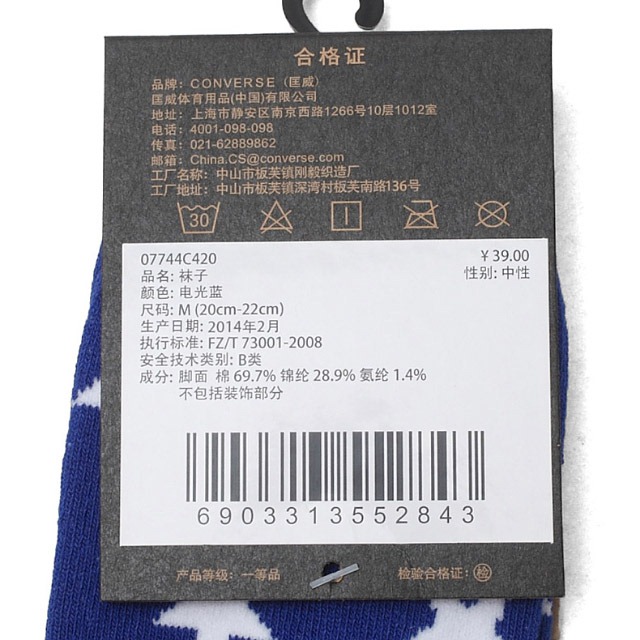 合格证
品牌: CONVERSE (匡威)
匡威体育用品(中国)有限公司
地址: 上海市静安区南京西路1266号10层1012室
电话: 4001-098-098
传真: 021-62889862
邮箱: China.CS@converse.com
工厂名称: 中山市板芙镇刚毅织造厂
工厂地址: 中山市板芙镇深湾村板芙南路136号
30
07744C420 ￥39.00
品名: 袜子 性别: 中性
颜色: 电光蓝
尺码: M (20cm-22cm)
生产日期: 2014年2月
执行标准: FZ/T 73001-2008
安全技术类别: B类
成分: 脚面 棉 69.7% 锦纶 28.9% 氨纶 1.4%
不包括装饰部分
6903313552843
产品等级: 一等品 检验合格证: 检